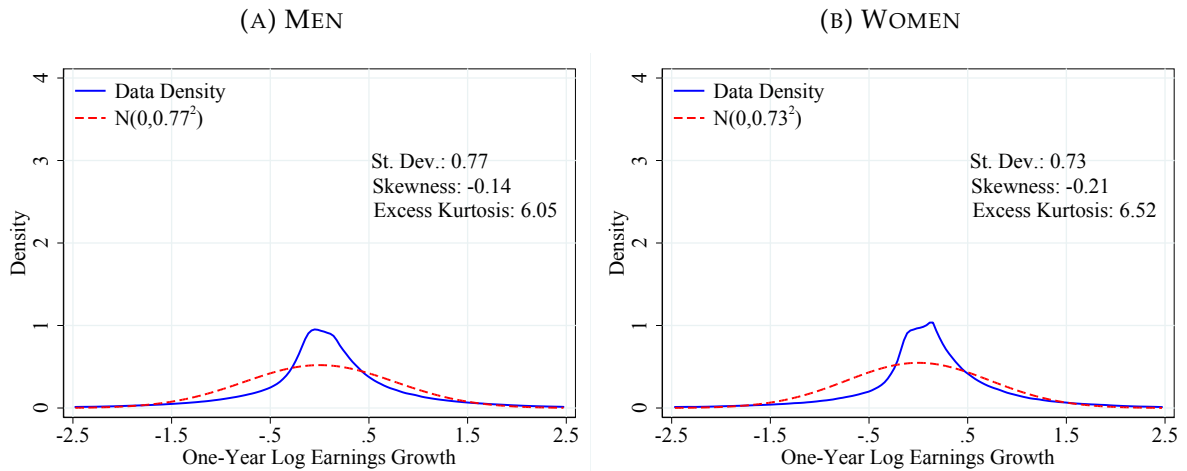 (A) MEN
4
3
2
1
0
Density
Data Density
N(0,0.77²)
St. Dev.: 0.77
Skewness: -0.14
Excess Kurtosis: 6.05
-2.5 -1.5 -.5 .5 1.5 2.5
One-Year Log Earnings Growth
(B) WOMEN
4
3
2
1
0
Density
Data Density
N(0,0.73²)
St. Dev.: 0.73
Skewness: -0.21
Excess Kurtosis: 6.52
-2.5 -1.5 -.5 .5 1.5 2.5
One-Year Log Earnings Growth